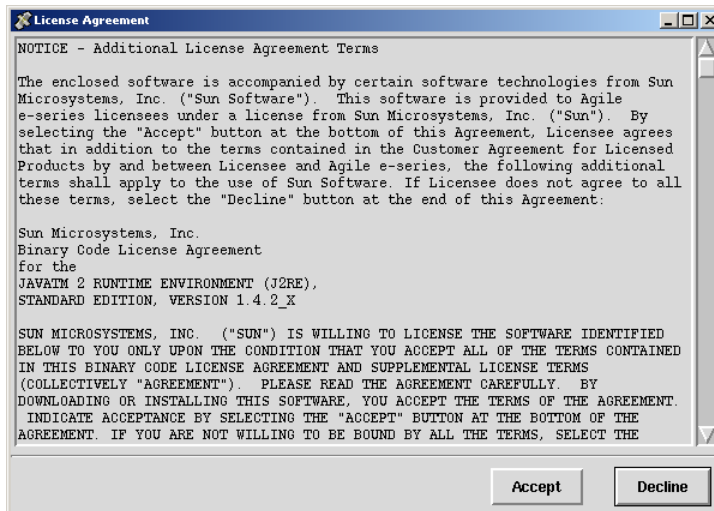 License Agreement
NOTICE - Additional License Agreement Terms
The enclosed software is accompanied by certain software technologies from Sun
Microsystems, Inc. ("Sun Software").  This software is provided to Agile
e-series licensees under a license from Sun Microsystems, Inc. ("Sun").  By
selecting the "Accept" button at the bottom of this Agreement, Licensee agrees
that in addition to the terms contained in the Customer Agreement for Licensed
Products by and between Licensee and Agile e-series, the following additional
terms shall apply to the use of Sun Software. If Licensee does not agree to all
these terms, select the "Decline" button at the end of this Agreement:
Sun Microsystems, Inc.
Binary Code License Agreement
for the
JAVATM 2 RUNTIME ENVIRONMENT (J2RE),
STANDARD EDITION, VERSION 1.4.2_X
SUN MICROSYSTEMS, INC.  ("SUN") IS WILLING TO LICENSE THE SOFTWARE IDENTIFIED
BELOW TO YOU ONLY UPON THE CONDITION THAT YOU ACCEPT ALL OF THE TERMS CONTAINED
IN THIS BINARY CODE LICENSE AGREEMENT AND SUPPLEMENTAL LICENSE TERMS
(COLLECTIVELY "AGREEMENT").  PLEASE READ THE AGREEMENT CAREFULLY.  BY
DOWNLOADING OR INSTALLING THIS SOFTWARE, YOU ACCEPT THE TERMS OF THE AGREEMENT.
INDICATE ACCEPTANCE BY SELECTING THE "ACCEPT" BUTTON AT THE BOTTOM OF THE
AGREEMENT. IF YOU ARE NOT WILLING TO BE BOUND BY ALL THE TERMS, SELECT THE
Accept Decline